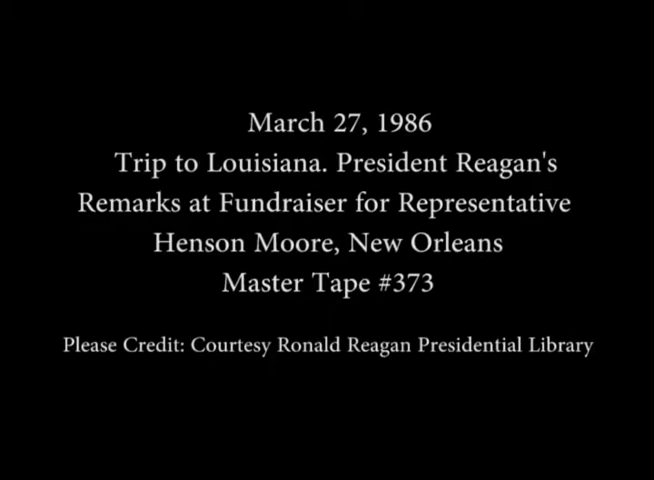 March 27, 1986
Trip to Louisiana. President Reagan's
Remarks at Fundraiser for Representative
Henson Moore, New Orleans
Master Tape #373
Please Credit: Courtesy Ronald Reagan Presidential Library